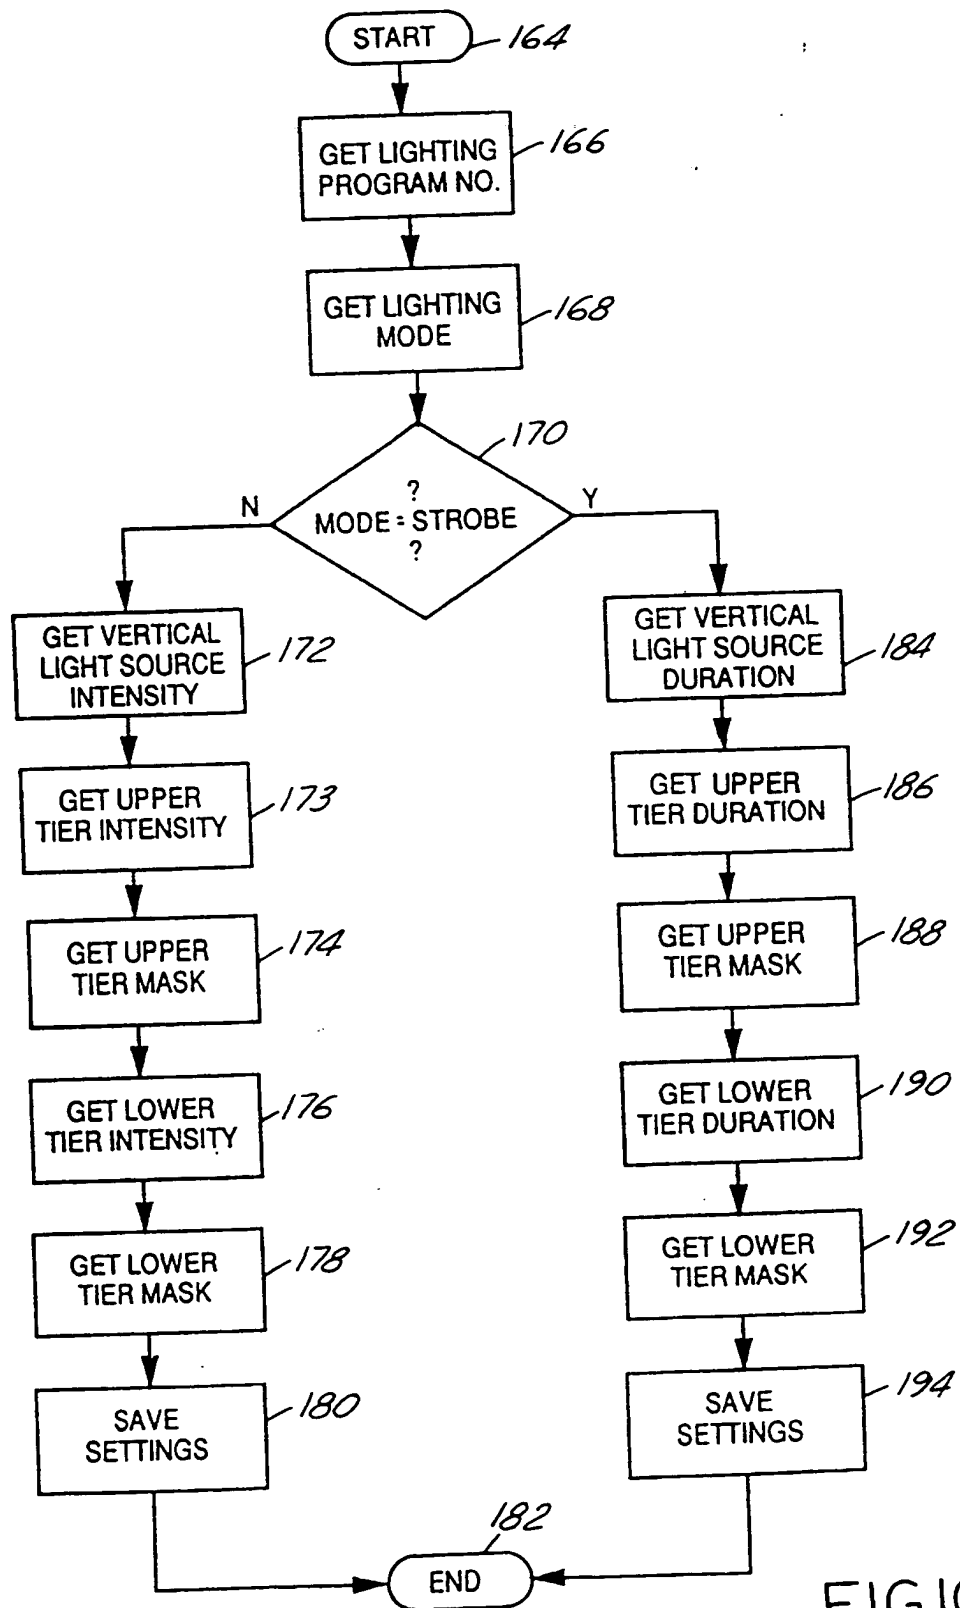 START
164
GET LIGHTING
PROGRAM NO.
166
GET LIGHTING
MODE
168
170
?
MODE = STROBE
?
N
Y
GET VERTICAL
LIGHT SOURCE
INTENSITY
172
GET UPPER
TIER INTENSITY
173
GET UPPER
TIER MASK
174
GET LOWER
TIER INTENSITY
176
GET LOWER
TIER MASK
178
SAVE
SETTINGS
180
GET VERTICAL
LIGHT SOURCE
DURATION
184
GET UPPER
TIER DURATION
186
GET UPPER
TIER MASK
188
GET LOWER
TIER DURATION
190
GET LOWER
TIER MASK
192
SAVE
SETTINGS
194
182
END